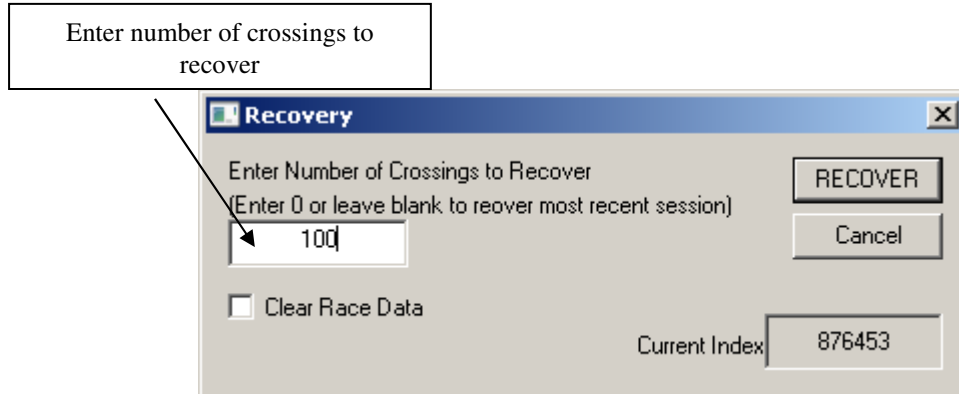 Enter number of crossings to
recover
Recovery
Enter Number of Crossings to Recover
(Enter 0 or leave blank to reover most recent session)
100
RECOVER
Cancel
Clear Race Data
Current Index
876453